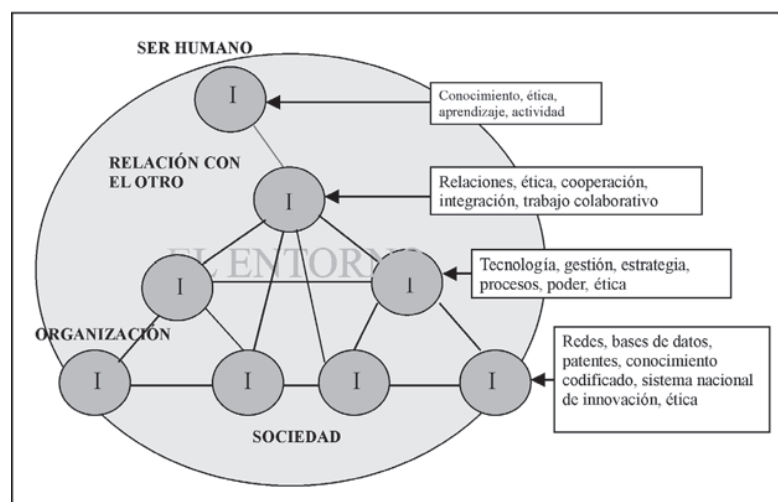 SER HUMANO
I
Conocimiento, ética,
aprendizaje, actividad
RELACIÓN CON
EL OTRO
I
Relaciones, ética, cooperación,
integración, trabajo colaborativo
EL ENTORNO
I
I
Tecnología, gestión, estrategia,
procesos, poder, ética
ORGANIZACIÓN
I
I
I
I
Redes, bases de datos,
patentes, conocimiento
codificado, sistema nacional
de innovación, ética
SOCIEDAD